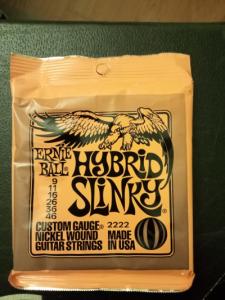 ERNIE BALL
HYBRID
SLINKY®
9
11
16
26
36
46
CUSTOM GAUGE
NICKEL WOUND
GUITAR STRINGS
2222
MADE
IN USA